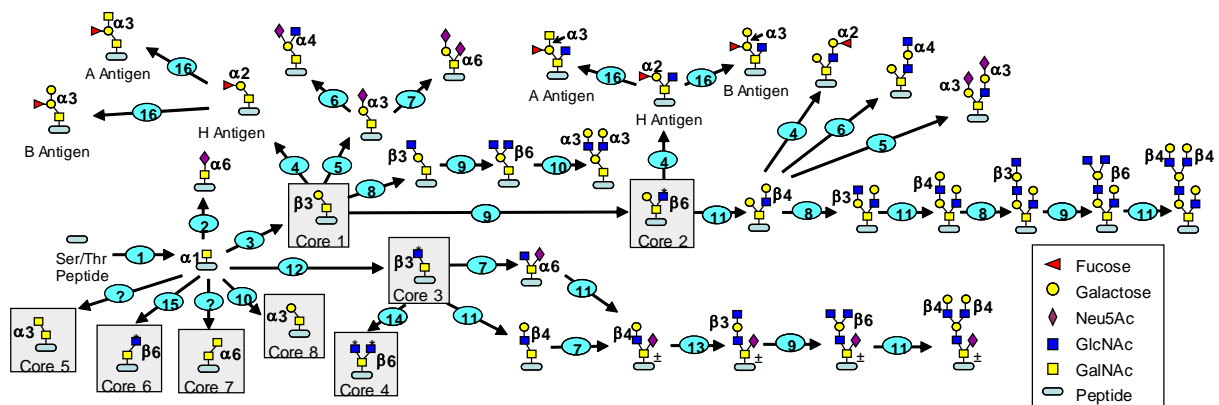 α3
A Antigen
16
α2
α3
16
H Antigen
B Antigen
α4
α6
6
7
α3
4
5
α6
2
β3
Core 1
8
β3
9
β6
10
α3 α3
9
α3
A Antigen
16
α2
16
α3
B Antigen
H Antigen
4
β6
Core 2
11
β4
4
α2
6
α4
5
α3
α3
8
β3
11
β4
8
β3
9
β6
11
β4 β4
Ser/Thr
Peptide
1
α1
3
12
β3
Core 3
7
α6
11
14
11
β4
7
β4
±
13
β3
±
9
β6
±
11
β4 β4
±
?
15
?
10
α3
Core 5
*
β6
Core 6
α6
Core 7
α3
Core 8
* *
β6
Core 4
Fucose
Galactose
Neu5Ac
GlcNAc
GalNAc
Peptide